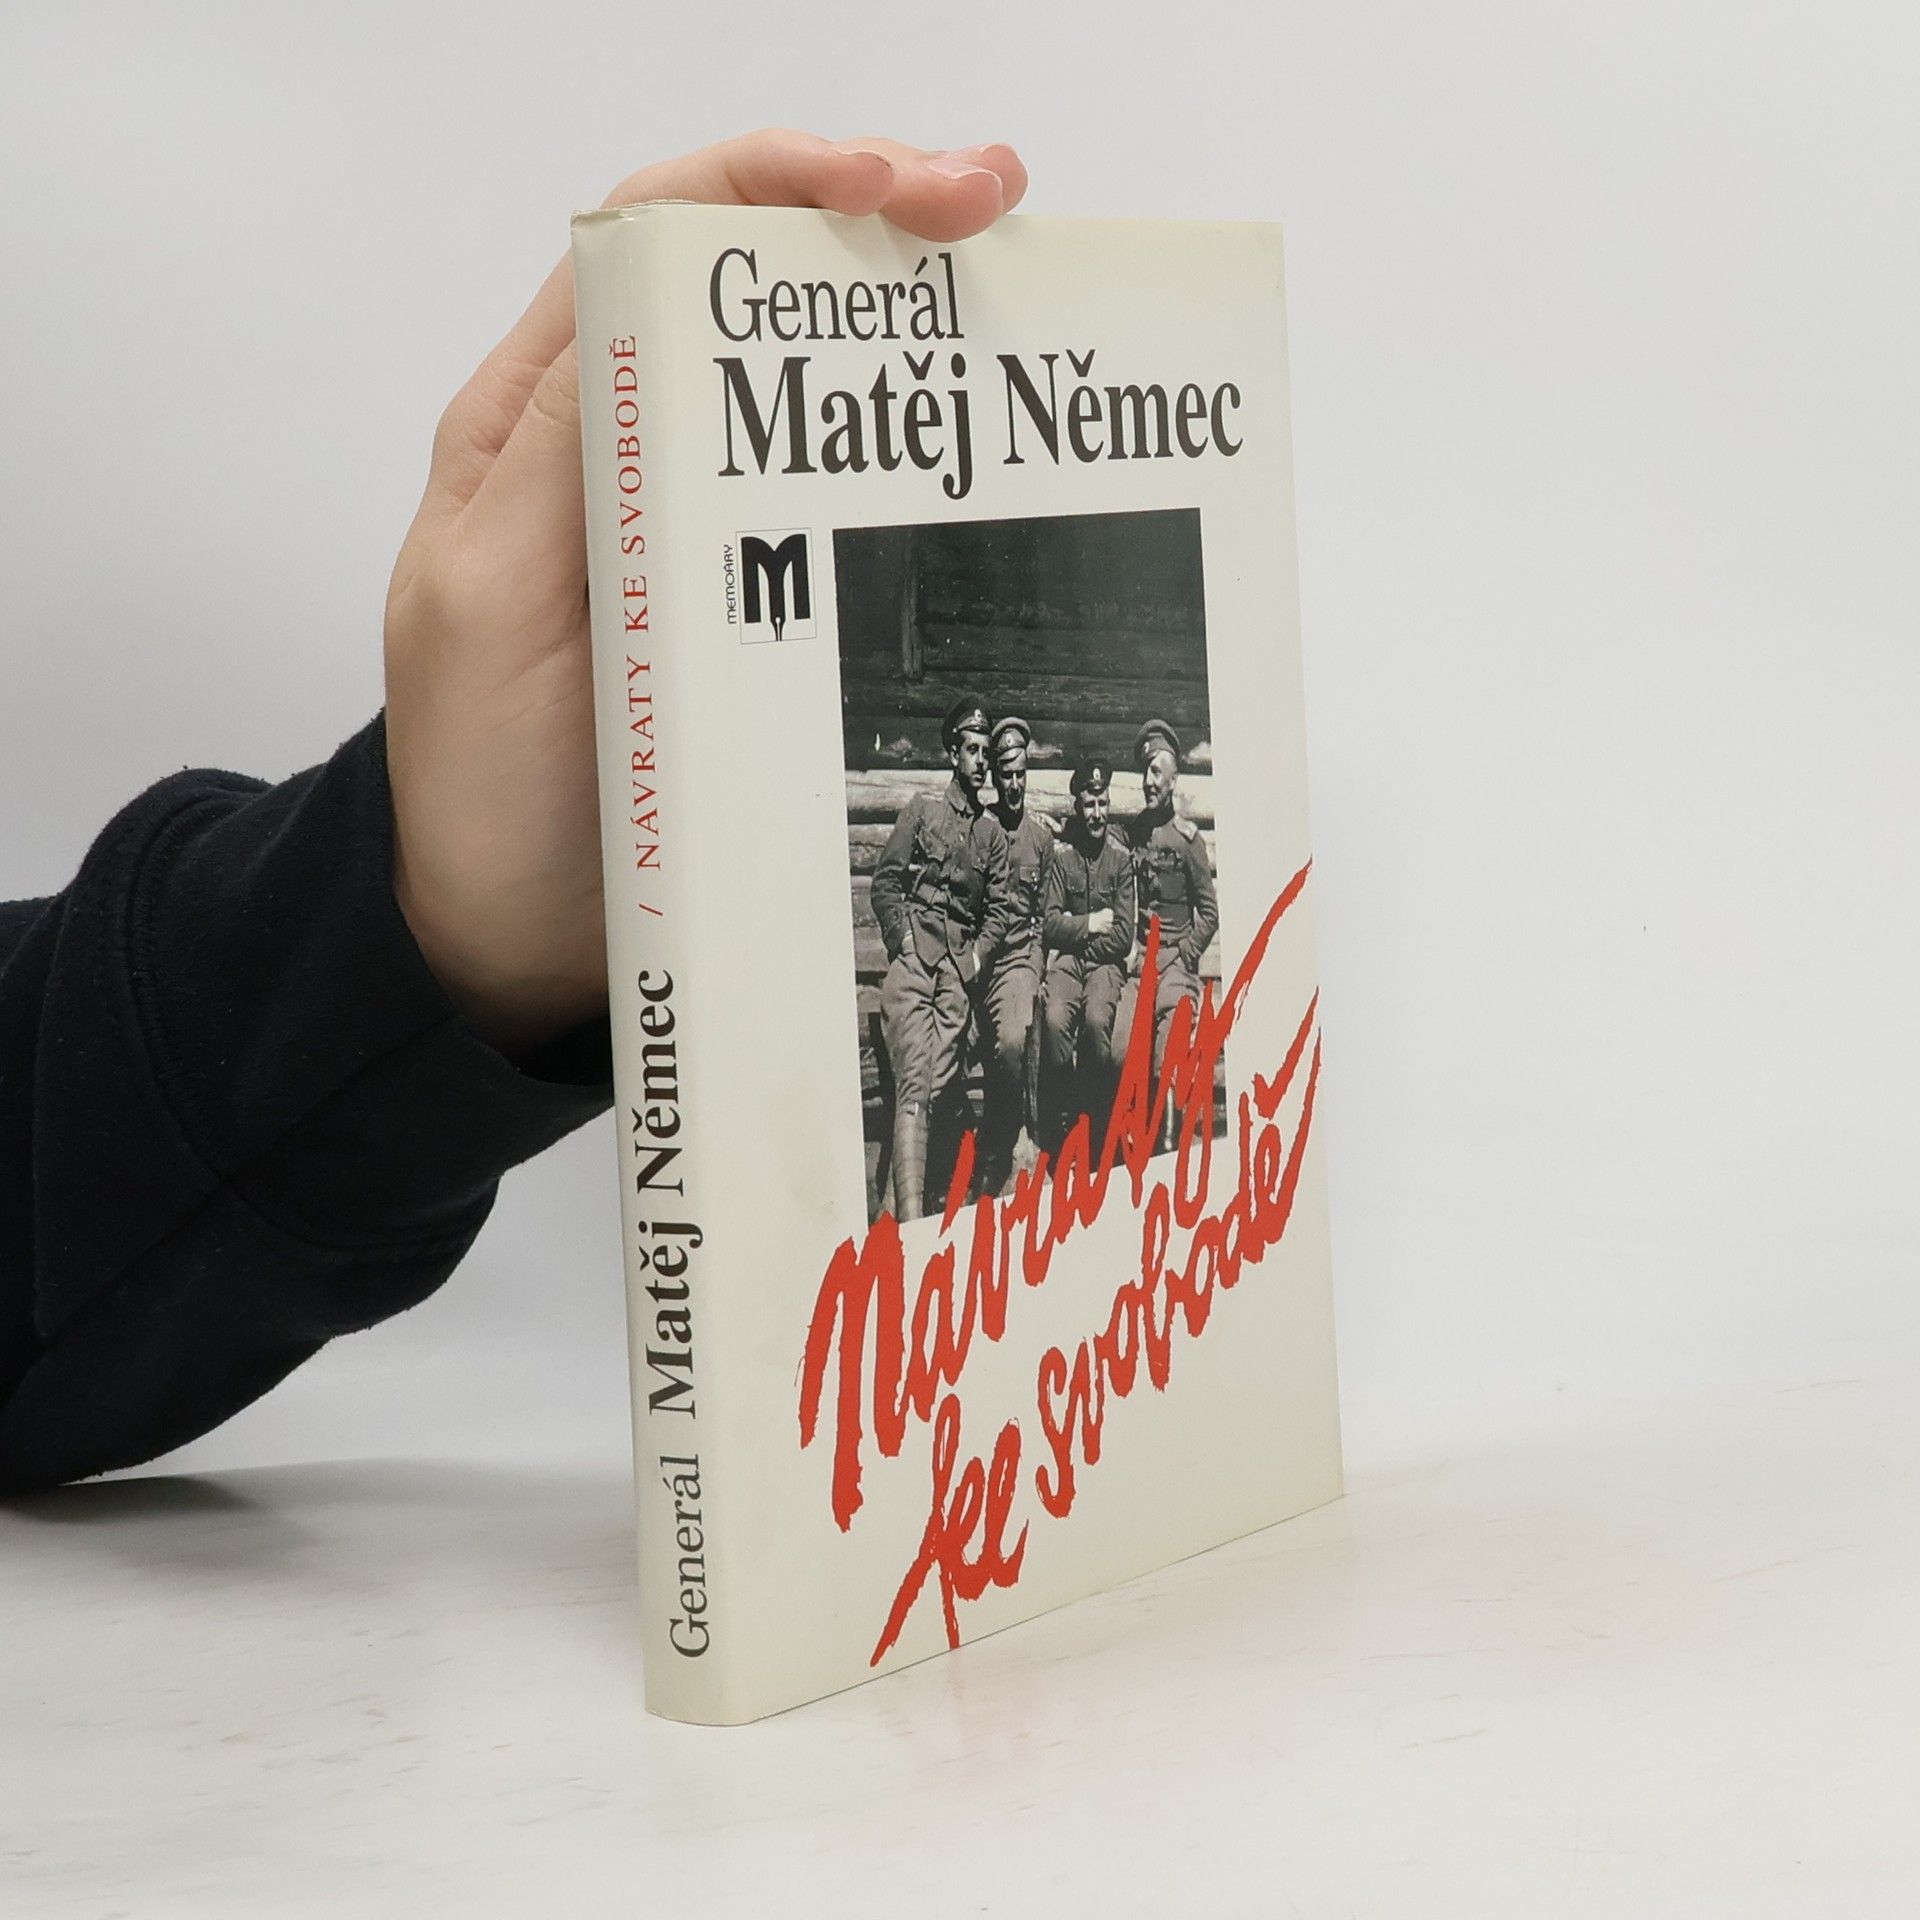 Generál
Matěj Němec
MEMOÁRY
M
Návraty
ke svobodě
Generál Matěj Němec / NÁVRATY KE SVOBODĚ